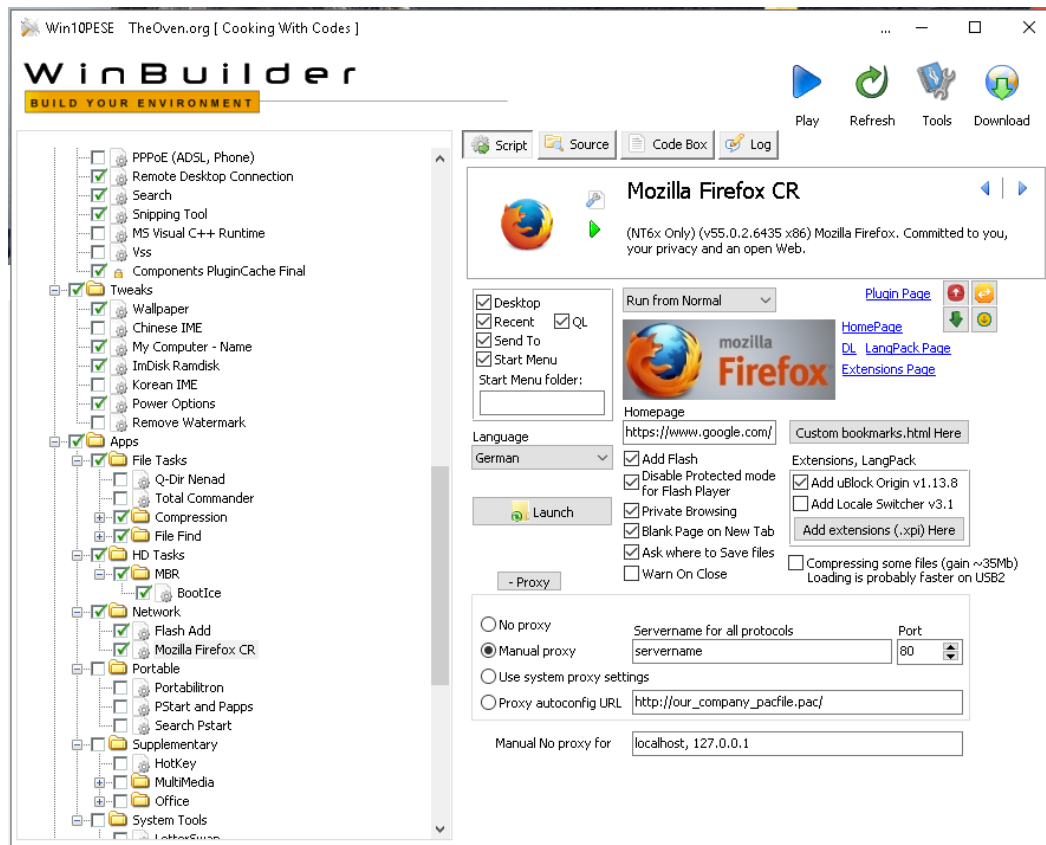 Win10PESE TheOven.org [ Cooking With Codes ]
...
WinBuilder
BUILD YOUR ENVIRONMENT
Play
Refresh
Tools
Download
PPPoE (ADSL, Phone)
Remote Desktop Connection
Search
Snipping Tool
MS Visual C++ Runtime
Vss
Components PluginCache Final
Tweaks
Wallpaper
Chinese IME
My Computer - Name
ImDisk Ramdisk
Korean IME
Power Options
Remove Watermark
Apps
File Tasks
Q-Dir Nenad
Total Commander
Compression
File Find
HD Tasks
MBR
BootIce
Network
Flash Add
Mozilla Firefox CR
Portable
Portabilitron
PStart and Papps
Search Pstart
Supplementary
HotKey
MultiMedia
Office
System Tools
LetterSwap
Script
Source
Code Box
Log
Mozilla Firefox CR
(NT6x Only) (v55.0.2.6435 x86) Mozilla Firefox. Committed to you,
your privacy and an open Web.
Desktop
Recent
QL
Send To
Start Menu
Start Menu folder:
Run from Normal
Plugin Page
HomePage
DL
LangPack Page
Extensions Page
mozilla
Firefox
Homepage
https://www.google.com/
Custom bookmarks.html Here
Language
German
Launch
Add Flash
Disable Protected mode
for Flash Player
Private Browsing
Blank Page on New Tab
Ask where to Save files
Warn On Close
Extensions, LangPack
Add uBlock Origin v1.13.8
Add Locale Switcher v3.1
Add extensions (.xpi) Here
Compressing some files (gain ~35Mb)
Loading is probably faster on USB2
- Proxy
No proxy
Manual proxy
Use system proxy settings
Proxy autoconfig URL
Servername for all protocols
Port
servername
80
http://our_company_pacfile.pac/
Manual No proxy for
localhost, 127.0.0.1